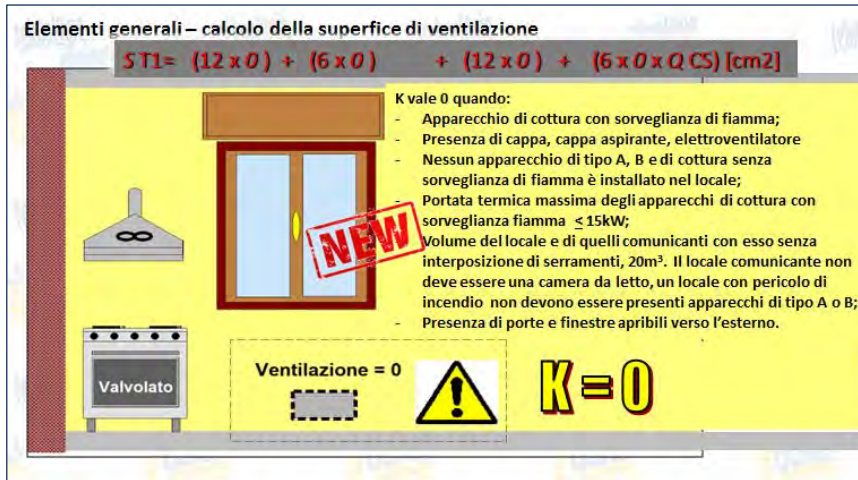 Elementi generali – calcolo della superfice di ventilazione
S T1= (12 x 0 ) + (6 x 0 ) + (12 x 0 ) + (6 x 0 x Q CS) [cm2]
K vale 0 quando:
- Apparecchio di cottura con sorveglianza di fiamma;
- Presenza di cappa, cappa aspirante, elettroventilatore
- Nessun apparecchio di tipo A, B e di cottura senza
sorveglianza di fiamma è installato nel locale;
- Portata termica massima degli apparecchi di cottura con
sorveglianza fiamma ≤ 15kW;
Volume del locale e di quelli comunicanti con esso senza
interposizione di serramenti, 20m³. Il locale comunicante non
deve essere una camera da letto, un locale con pericolo di
incendio non devono essere presenti apparecchi di tipo A o B;
- Presenza di porte e finestre apribili verso l'esterno.
NEW
Valvolato
Ventilazione = 0
K = 0